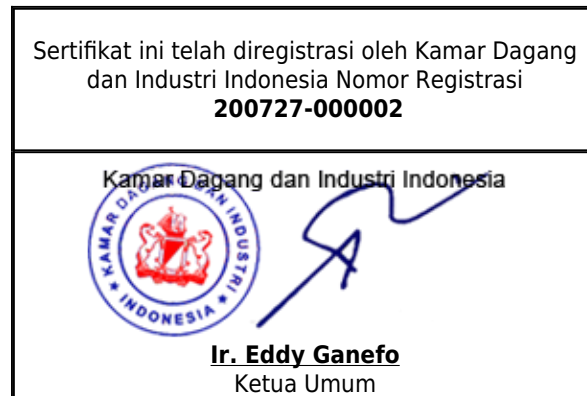 Sertifikat ini telah diregistrasi oleh Kamar Dagang
dan Industri Indonesia Nomor Registrasi
200727-000002
Kamar Dagang dan Industri Indonesia
KAMAR DAGANG DAN INDUSTRI
INDONESIA
Ir. Eddy Ganefo
Ketua Umum